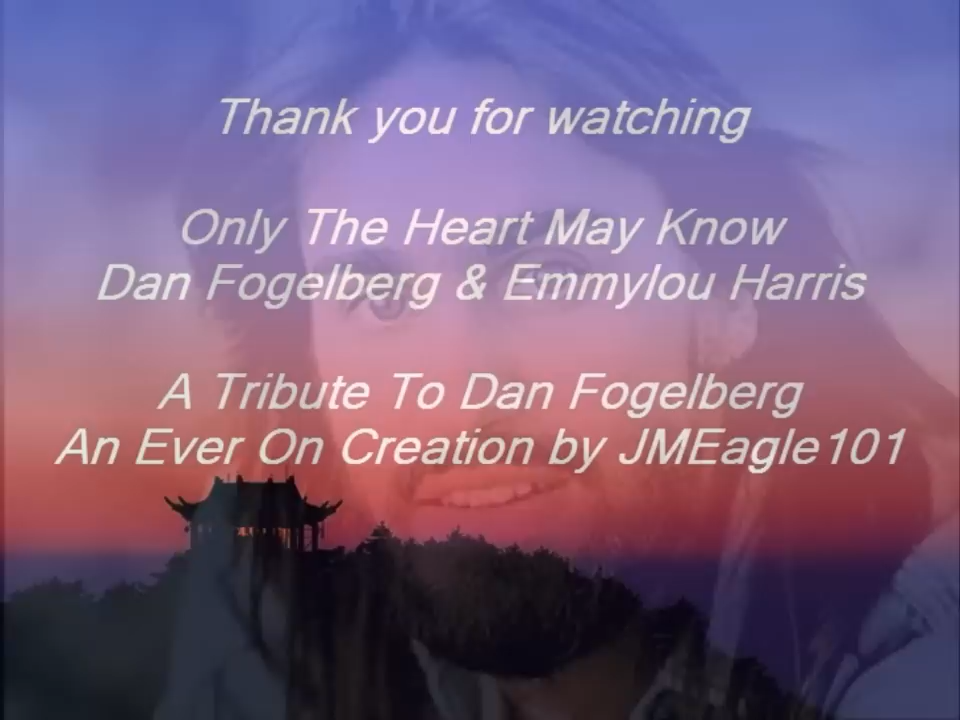 Thank you for watching
Only The Heart May Know
Dan Fogelberg & Emmylou Harris
A Tribute To Dan Fogelberg
An Ever On Creation by JMEagle101